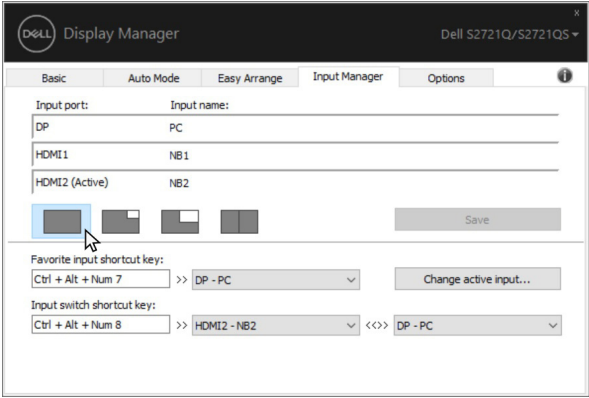 DELL Display Manager
x
Dell S2721Q/S2721QS
Basic Auto Mode Easy Arrange Input Manager Options i
Input port: Input name:
DP PC
HDMI1 NB1
HDMI2 (Active) NB2
Save
Favorite input shortcut key:
Ctrl + Alt + Num 7 >> DP - PC Change active input...
Input switch shortcut key:
Ctrl + Alt + Num 8 >> HDMI2 - NB2 <<>> DP - PC